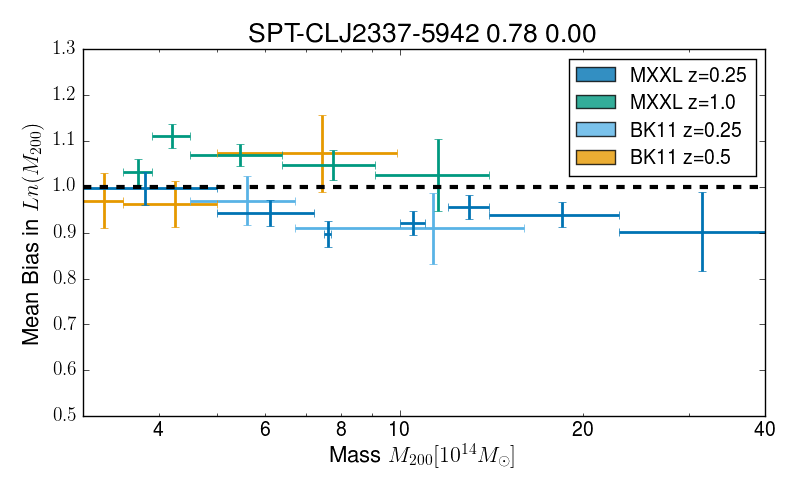 SPT-CLJ2337-5942 0.78 0.00
1.3
1.2
1.1
1.0
0.9
0.8
0.7
0.6
0.5
Mean Bias in Ln(M200)
MXXL z=0.25
MXXL z=1.0
BK11 z=0.25
BK11 z=0.5
4 6 8 10 20 40
Mass M200[10^14 M⊙]